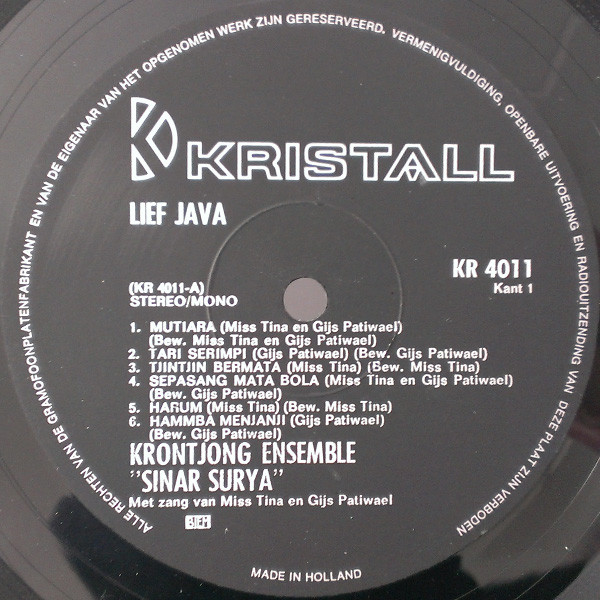 ALLE RECHTEN VAN DE GRAMOFOONPLATENFABRIKANT EN VAN DE EIGENAAR VAN HET OPGENOMEN WERK ZIJN GERESERVEERD. VERMENIGVULDIGING, OPENBARE UITVOERING EN RADIOUITZENDING VAN DEZE PLAAT ZIJN VERBODEN
KRISTALL
LIEF JAVA
KR 4011
Kant 1
(KR 4011-A)
STEREO/MONO
1. MUTIARA (Miss Tina en Gijs Patiwael)
(Bew. Miss Tina en Gijs Patiwael)
2. TARI SERIMPI (Gijs Patiwael) (Bew. Gijs Patiwael)
3. TJINTJIN BERMATA (Miss Tina) (Bew. Miss Tina)
4. SEPASANG MATA BOLA (Miss Tina en Gijs Patiwael)
(Bew. Gijs Patiwael)
5. HARUM (Miss Tina) (Bew. Miss Tina)
6. HAMMBA MENJANJI (Gijs Patiwael)
(Bew. Gijs Patiwael)
KRONTJONG ENSEMBLE
"SINAR SURYA"
Met zang van Miss Tina en Gijs Patiwael
BIEM
MADE IN HOLLAND